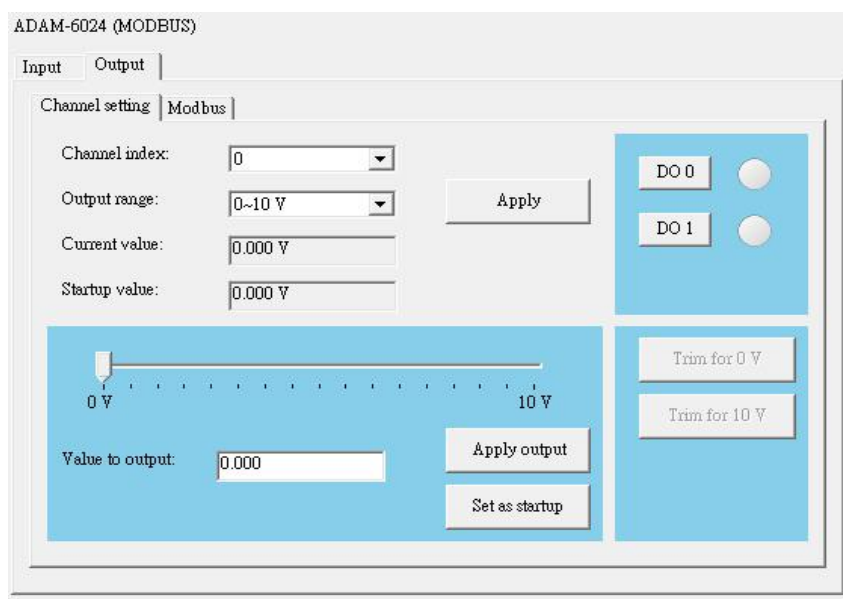 ADAM-6024 (MODBUS)
Input Output
Channel setting Modbus
Channel index: 0
Output range: 0~10 V
Current value: 0.000 V
Startup value: 0.000 V
Apply
DO 0
DO 1
0 V 10 V
Value to output: 0.000
Apply output
Set as startup
Trim for 0 V
Trim for 10 V